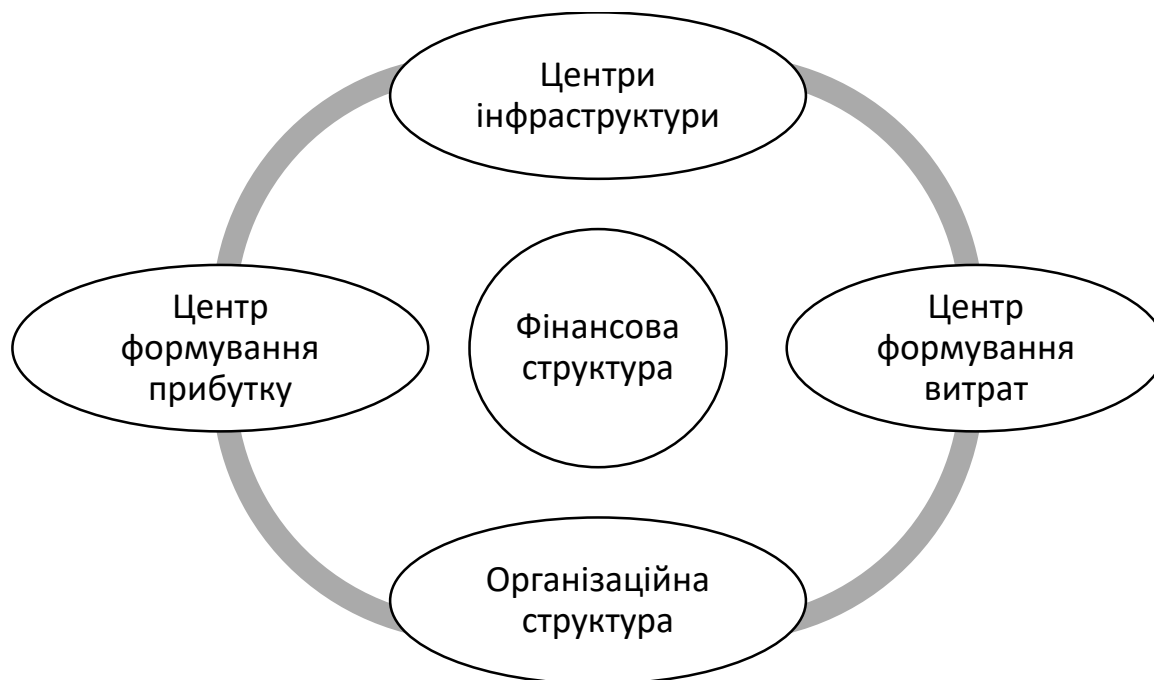 Центри
інфраструктури
Центр
формування
прибутку
Фінансова
структура
Центр
формування
витрат
Організаційна
структура